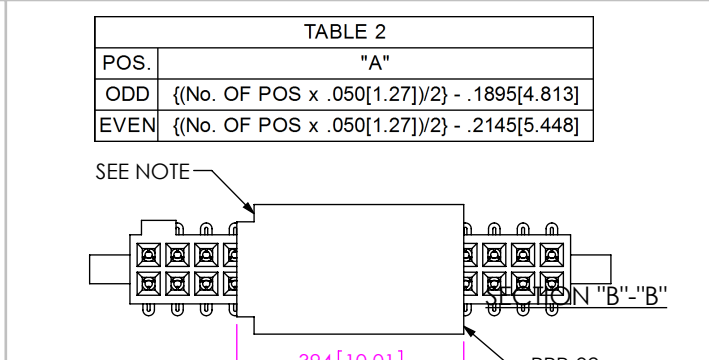 TABLE 2
POS. "A"
ODD {(No. OF POS x .050[1.27])/2} - .1895[4.813]
EVEN {(No. OF POS x .050[1.27])/2} - .2145[5.448]
SEE NOTE
SECTION "B"-"B"